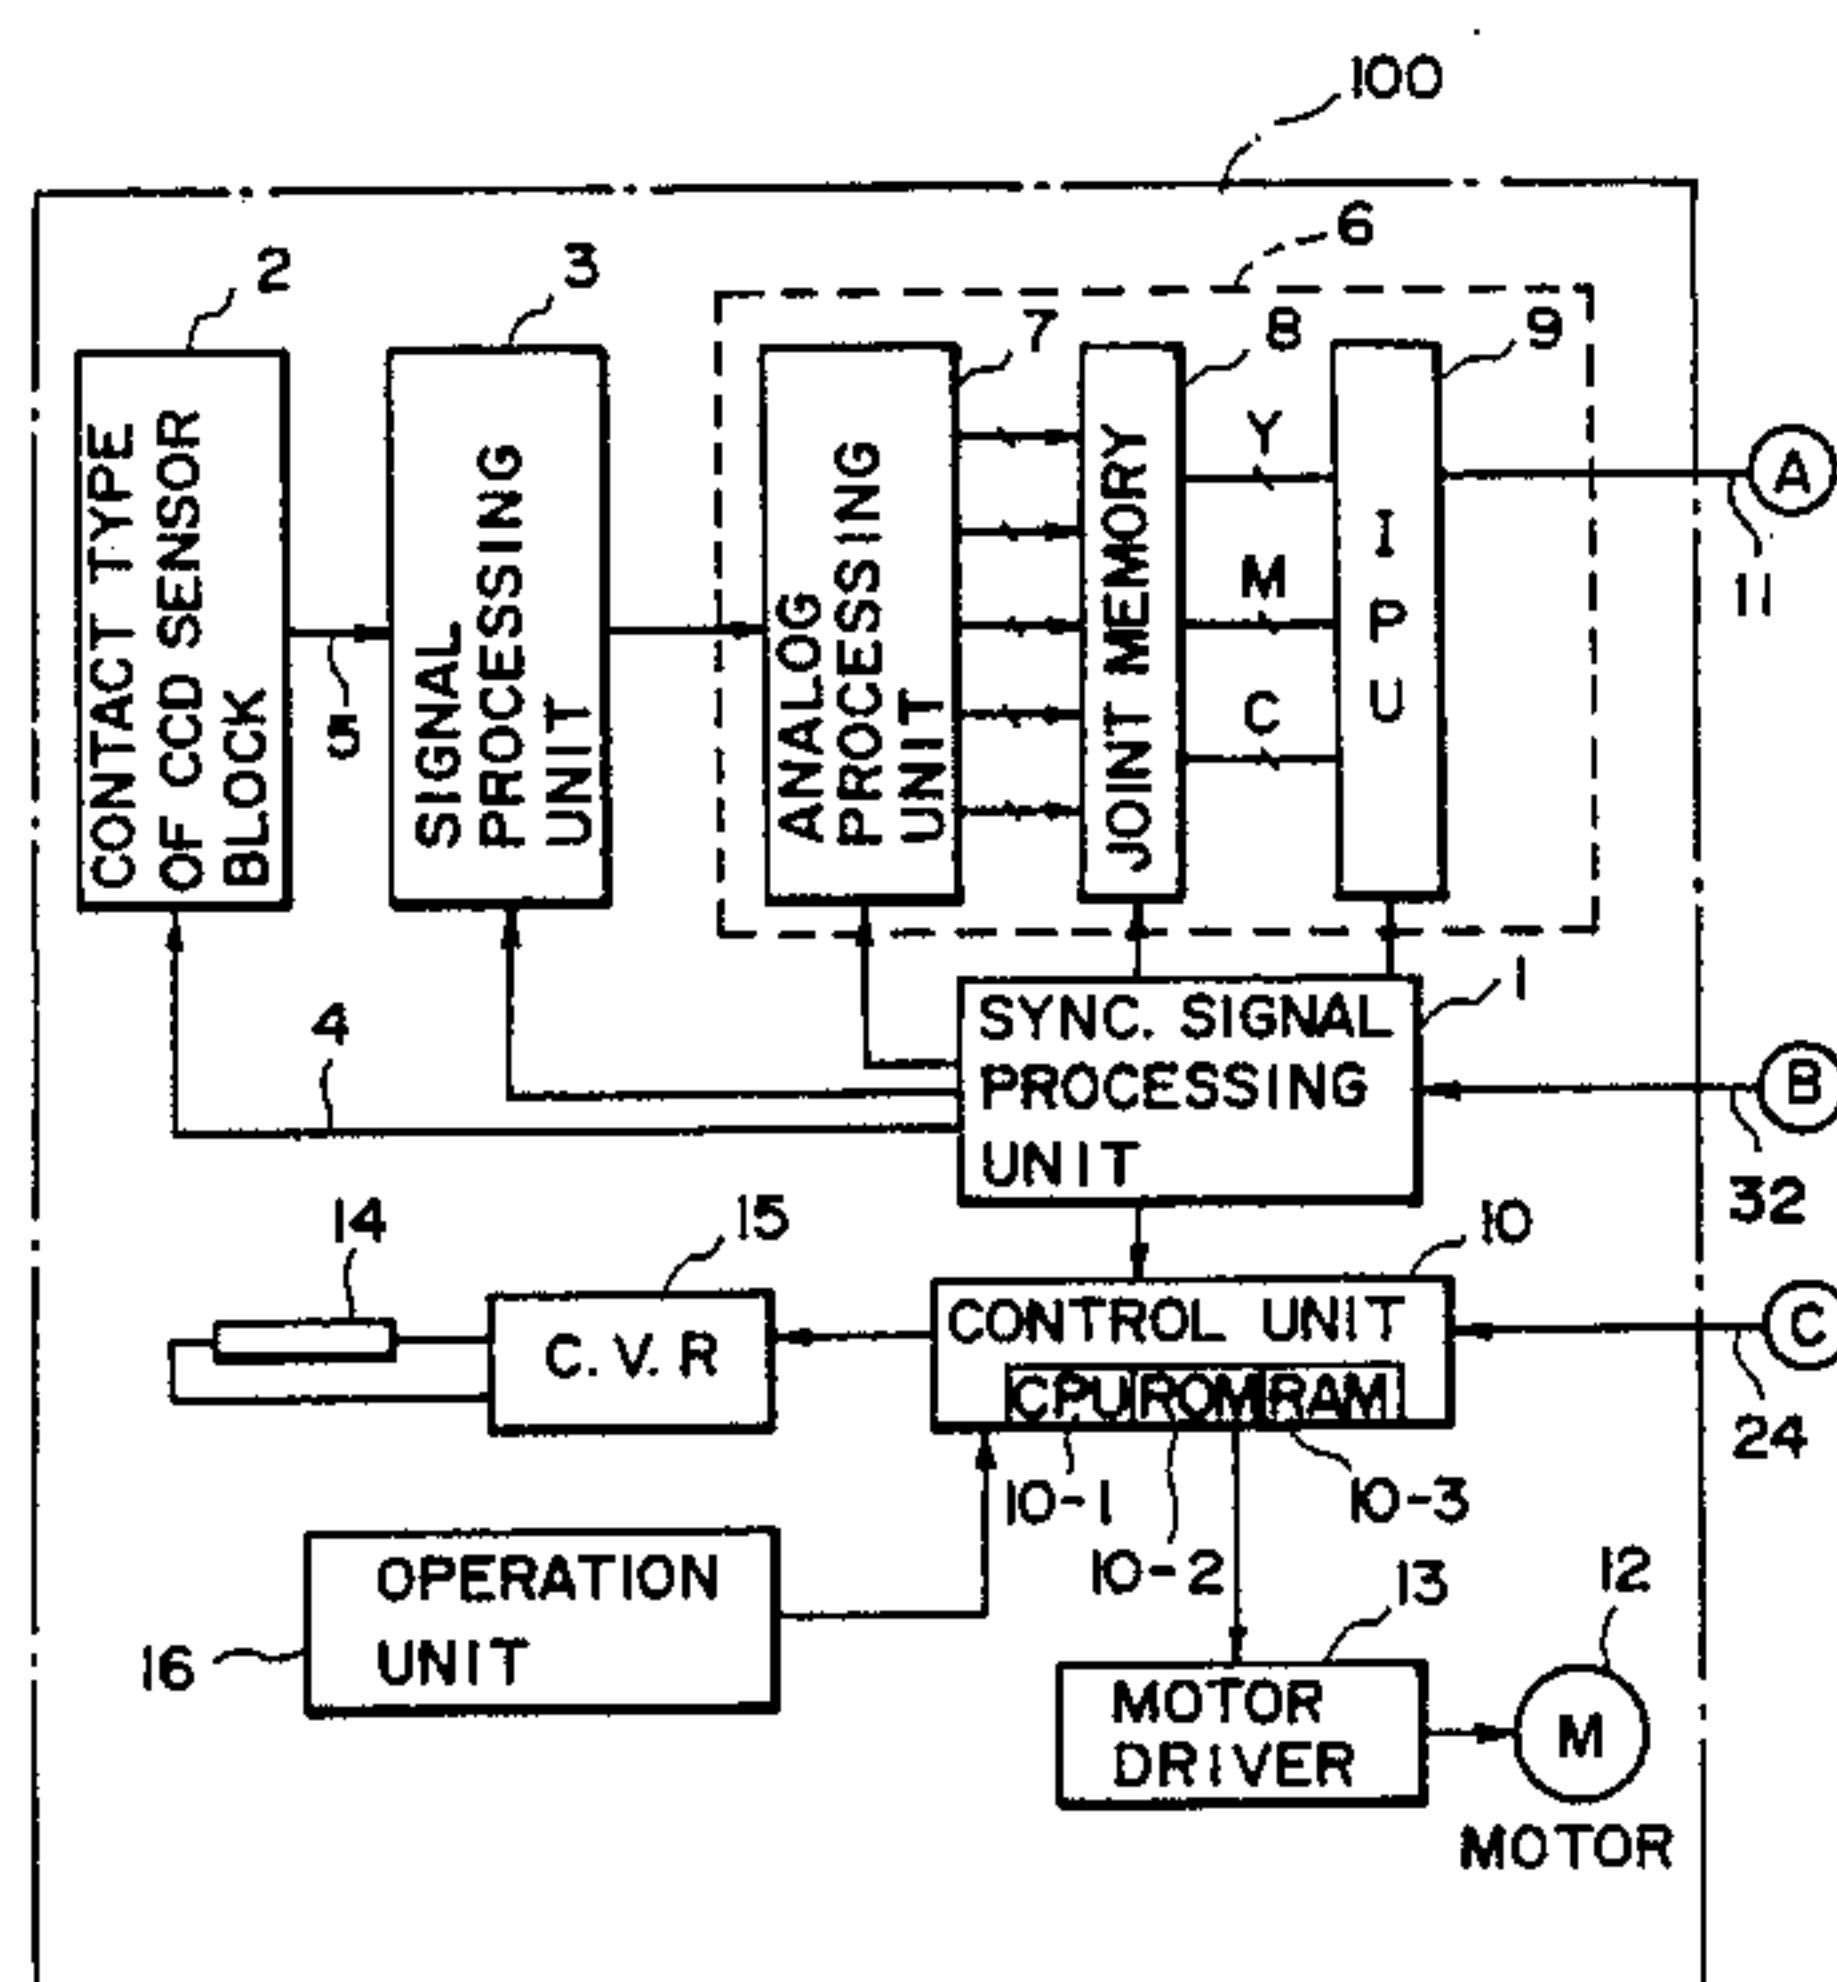 100
6
2
3
7
8
9
CONTACT TYPE
OF CCD SENSOR
BLOCK
SIGNAL
PROCESSING
UNIT
ANALOG
PROCESSING
UNIT
JOINT MEMORY
Y
M
C
I
P
U
A
11
5
4
1
SYNC. SIGNAL
PROCESSING
UNIT
B
32
14
15
10
C.V.R
CONTROL UNIT
CPU ROM RAM
C
24
10-1
10-3
10-2
OPERATION
UNIT
16
13
12
MOTOR
DRIVER
M
MOTOR